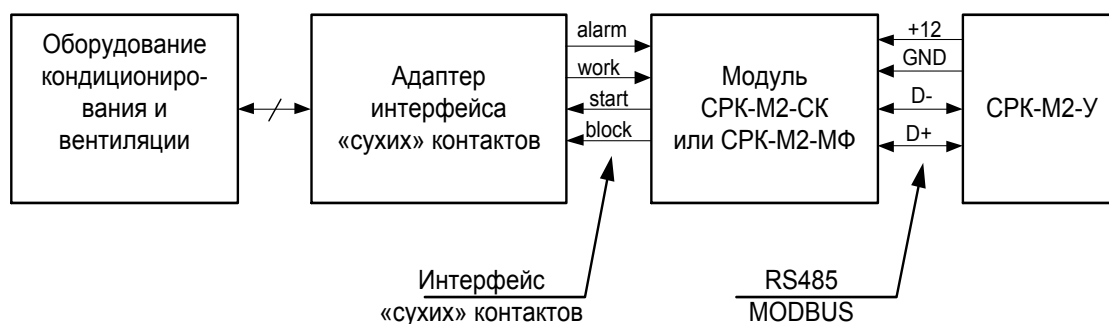 Оборудование
кондициониро-
вания и
вентиляции
Адаптер
интерфейса
«сухих» контактов
alarm
work
start
block
Модуль
СРК-М2-СК
или СРК-М2-МФ
+12
GND
D-
D+
СРК-М2-У
Интерфейс
«сухих» контактов
RS485
MODBUS